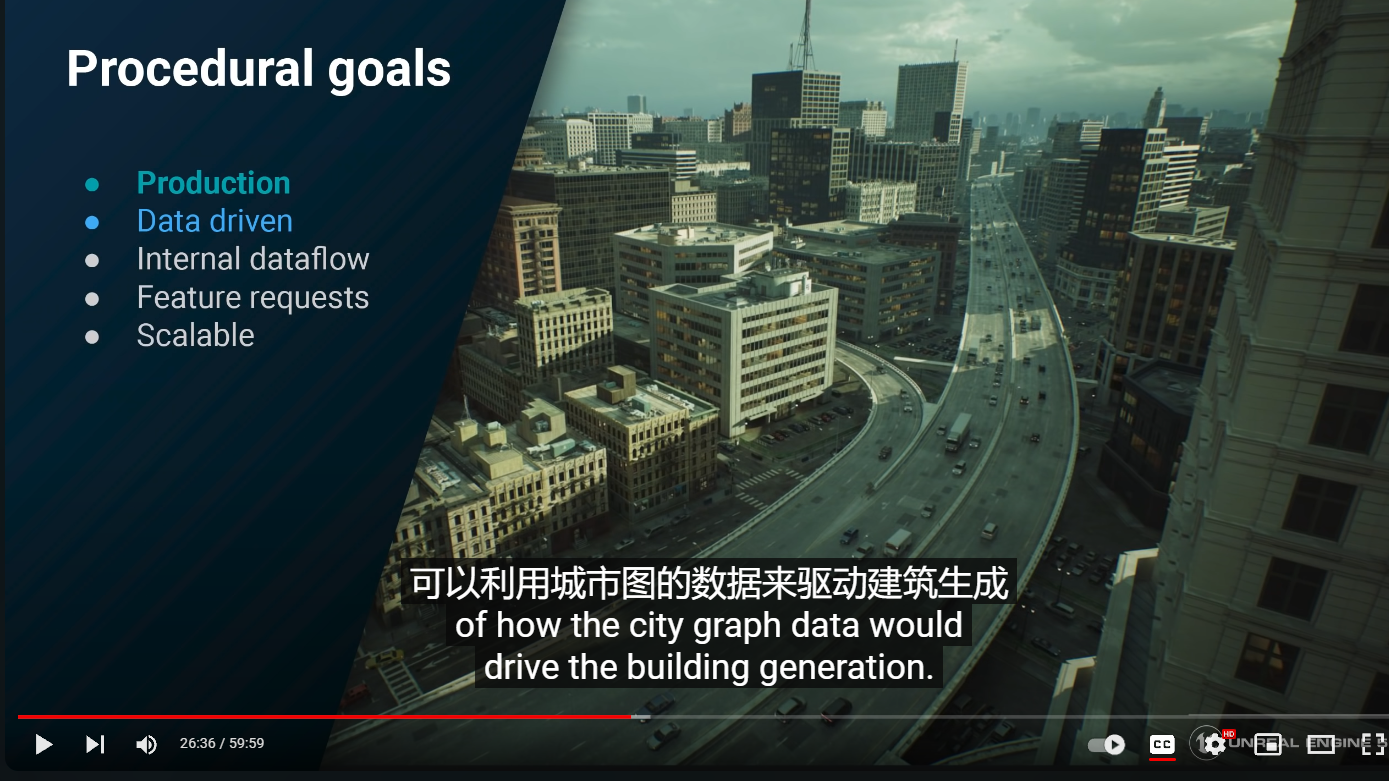 Procedural goals
Production
Data driven
Internal dataflow
Feature requests
Scalable
可以利用城市图的数据来驱动建筑生成
of how the city graph data would
drive the building generation.
26:36 / 59:59
CC
HD
UNREAL ENGINE 5